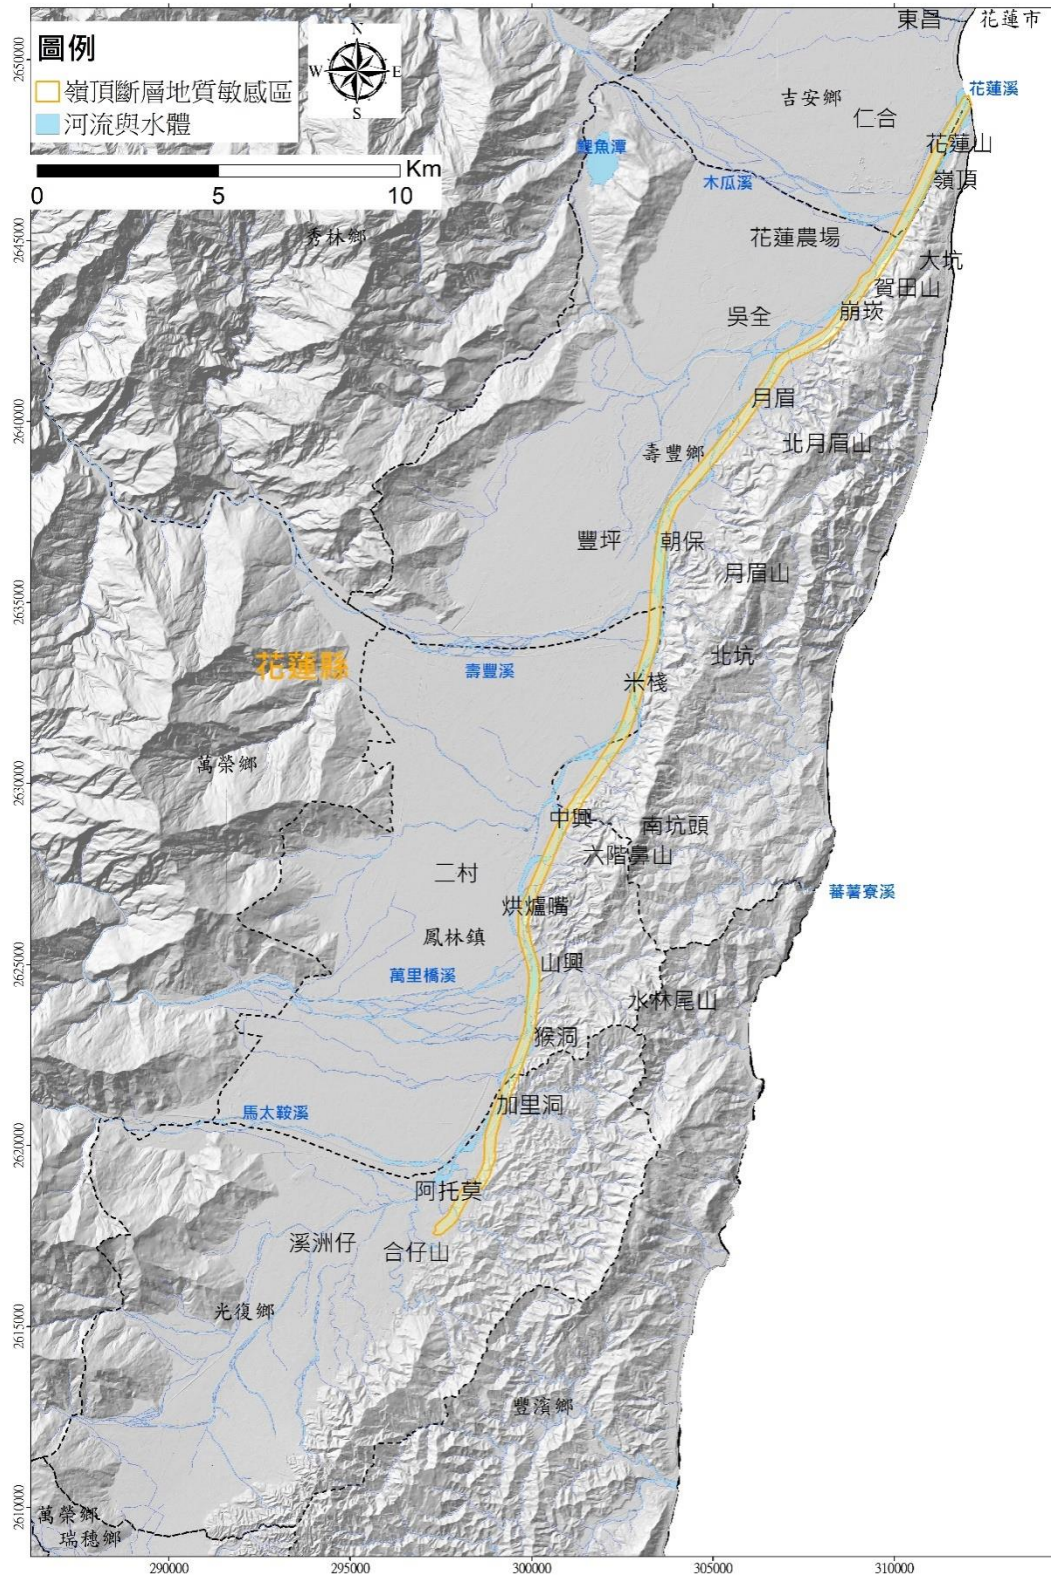 東昌
花蓮市
圖例
嶺頂斷層地質敏感區
河流與水體
N
W
E
S
0
5
10
Km
花蓮溪
吉安鄉
仁合
花蓮山
鯉魚潭
嶺頂
木瓜溪
秀林鄉
花蓮農場
大坑
賀田山
崩崁
吳全
月眉
北月眉山
壽豐鄉
豐坪
朝保
月眉山
北坑
花蓮縣
壽豐溪
米棧
萬榮鄉
中興
南坑頭
六階鼻山
二村
蕃薯寮溪
烘爐嘴
鳳林鎮
山興
萬里橋溪
水林尾山
猴洞
加里洞
馬太鞍溪
阿托莫
溪洲仔
合仔山
光復鄉
豐濱鄉
萬榮鄉
瑞穗鄉
2650000
2645000
2640000
2635000
2630000
2625000
2620000
2615000
2610000
290000
295000
300000
305000
310000